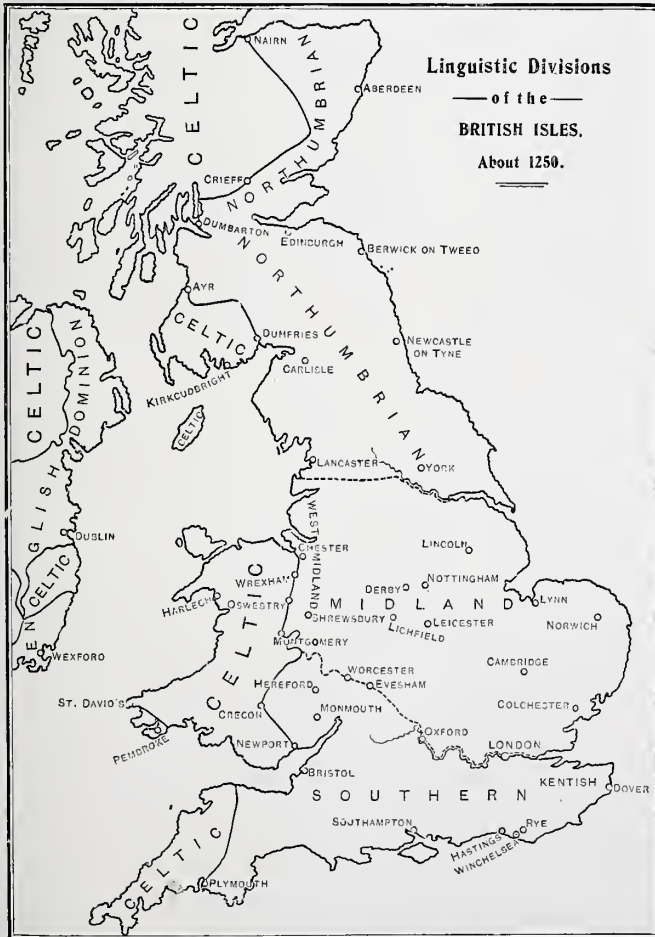 Linguistic Divisions
of the
BRITISH ISLES.
About 1250.
NAIRN
ABERDEEN
CELTIC
NORTHUMBRIAN
CRIEFF
DUMBARTON
EDINBURGH
BERWICK ON TWEED
NORTHUMBRIAN
AYR
CELTIC
DUMFRIES
NEWCASTLE
ON TYNE
CARLISLE
KIRKCUDBRIGHT
CELTIC
DOMINION
CELTIC
LANCASTER
YORK
ENGLISH
DUBLIN
CELTIC
WEXFORD
WEST
MIDLAND
CHESTER
LINCOLN
WREXHAM
NOTTINGHAM
DERBY
HARLECH
OSWESTRY
MIDLAND
LYNN
SHREWSBURY
LICHFIELD
LEICESTER
NORWICH
MONTGOMERY
CELTIC
WORCESTER
CAMBRIDGE
HEREFORD
EVESHAM
ST. DAVID'S
CRECON
MONMOUTH
COLCHESTER
PEMBROKE
NEWPORT
OXFORD
LONDON
BRISTOL
KENTISH
DOVER
SOUTHERN
SOUTHAMPTON
RYE
HASTINGS
WINCHELSEA
CELTIC
PLYMOUTH